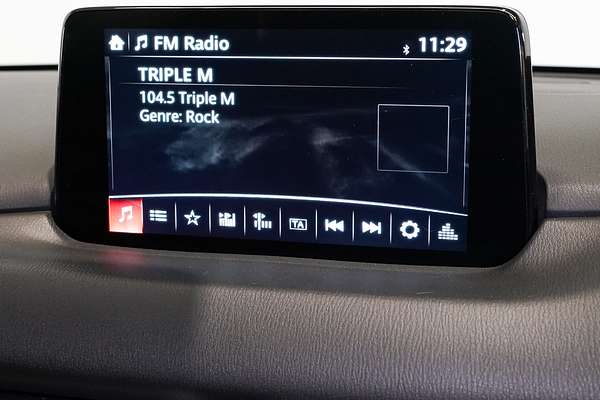 FM Radio 11:29
TRIPLE M
104.5 Triple M
Genre: Rock
TA